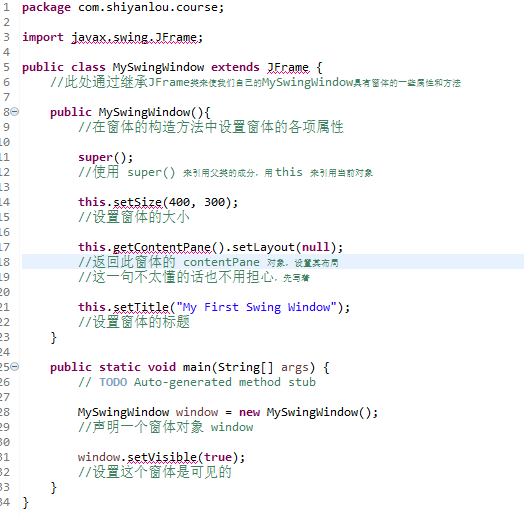 1 package com.shiyanlou.course;
2
3 import javax.swing.JFrame;
4
5 public class MySwingWindow extends JFrame {
6 //此处通过继承JFrame类来使我们自己的MySwingWindow具有窗体的一些属性和方法
7
8 public MySwingWindow(){
9 //在窗体的构造方法中设置窗体的各项属性
10
11 super();
12 //使用 super() 来引用父类的成分，用 this 来引用当前对象
13
14 this.setSize(400, 300);
15 //设置窗体的大小
16
17 this.getContentPane().setLayout(null);
18 //返回此窗体的 contentPane 对象，设置其布局
19 //这一句不太懂的话也不用担心，先写着
20
21 this.setTitle("My First Swing Window");
22 //设置窗体的标题
23 }
24
25 public static void main(String[] args) {
26 // TODO Auto-generated method stub
27
28 MySwingWindow window = new MySwingWindow();
29 //声明一个窗体对象 window
30
31 window.setVisible(true);
32 //设置这个窗体是可见的
33 }
34 }